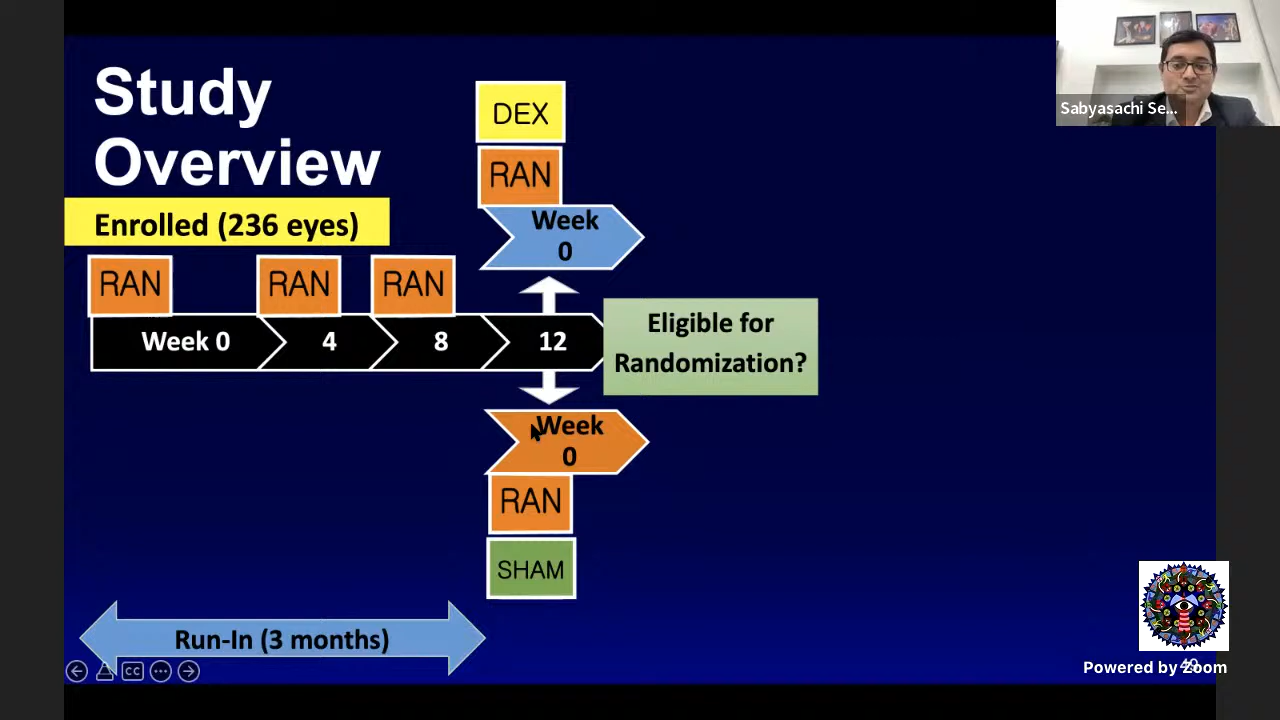 Study
Overview
Enrolled (236 eyes)
DEX
RAN
Week
0
RAN
RAN
RAN
Week 0
4
8
12
Eligible for
Randomization?
Week
0
RAN
SHAM
Run-In (3 months)
CC
Sabyasachi Se...
Powered by Zoom